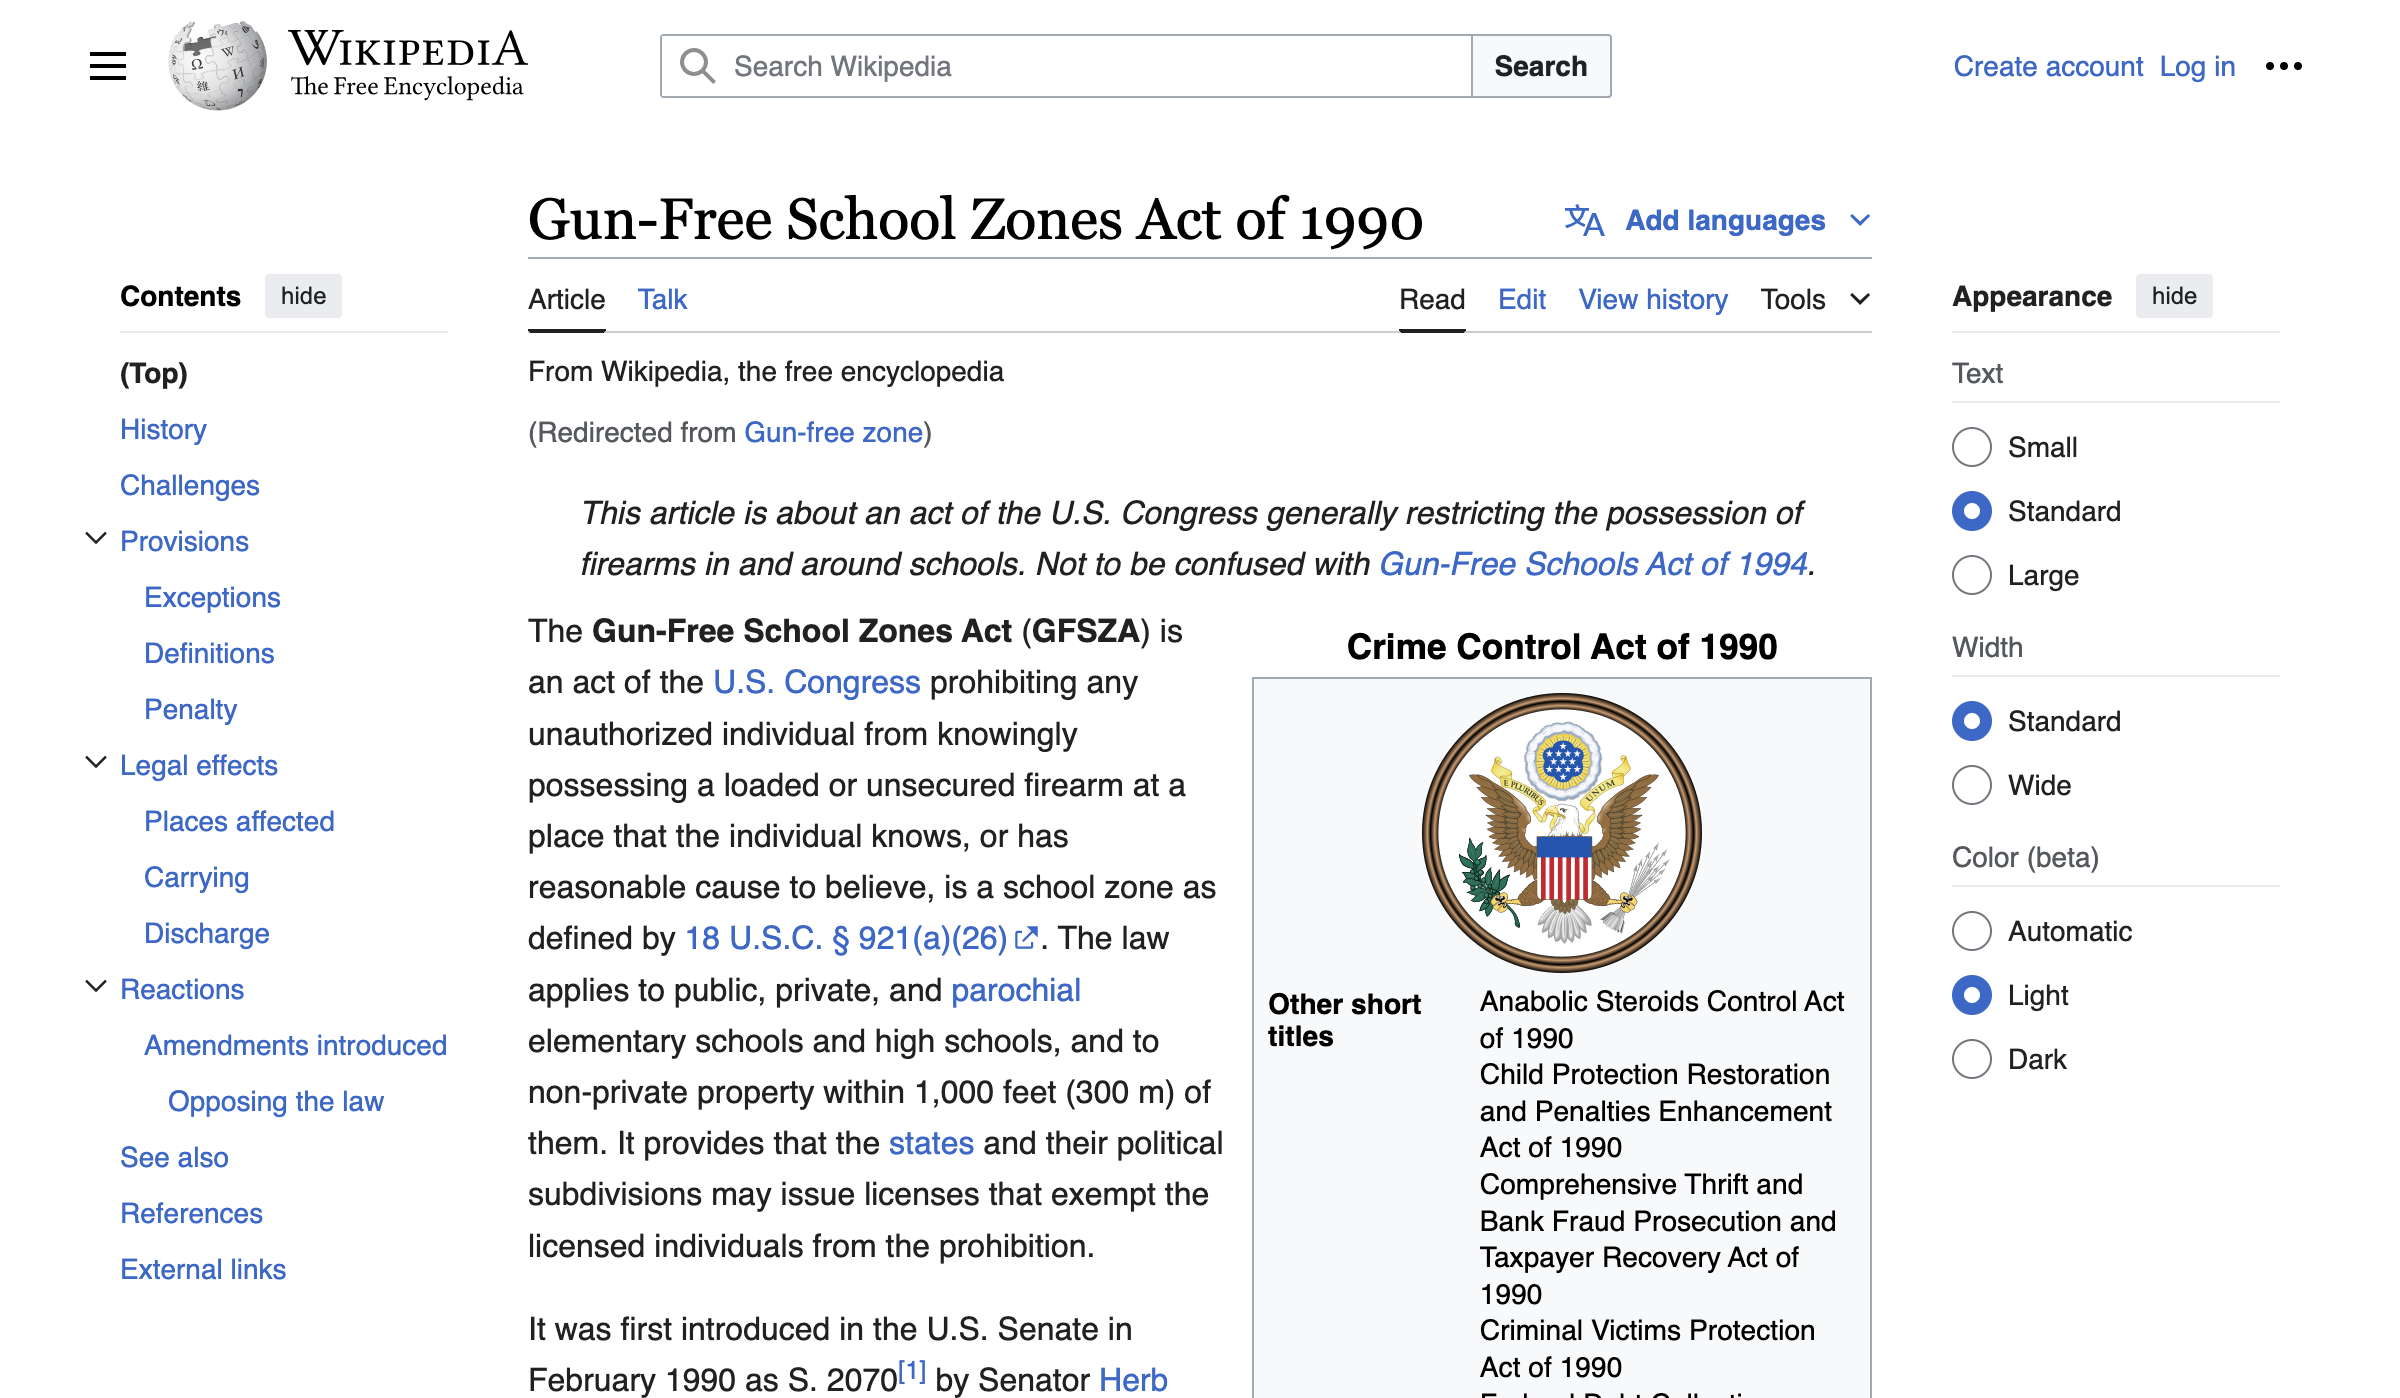 WIKIPEDIA
The Free Encyclopedia
Search Wikipedia
Search
Create account Log in
Gun-Free School Zones Act of 1990
Add languages
Contents hide
(Top)
History
Challenges
Provisions
Exceptions
Definitions
Penalty
Legal effects
Places affected
Carrying
Discharge
Reactions
Amendments introduced
Opposing the law
See also
References
External links
Article Talk
Read Edit View history Tools
From Wikipedia, the free encyclopedia
(Redirected from Gun-free zone)
This article is about an act of the U.S. Congress generally restricting the possession of
firearms in and around schools. Not to be confused with Gun-Free Schools Act of 1994.
The Gun-Free School Zones Act (GFSZA) is
an act of the U.S. Congress prohibiting any
unauthorized individual from knowingly
possessing a loaded or unsecured firearm at a
place that the individual knows, or has
reasonable cause to believe, is a school zone as
defined by 18 U.S.C. § 921(a)(26). The law
applies to public, private, and parochial
elementary schools and high schools, and to
non-private property within 1,000 feet (300 m) of
them. It provides that the states and their political
subdivisions may issue licenses that exempt the
licensed individuals from the prohibition.
It was first introduced in the U.S. Senate in
February 1990 as S. 2070[1] by Senator Herb
Crime Control Act of 1990
E PLURIBUS UNUM
Other short
titles
Anabolic Steroids Control Act
of 1990
Child Protection Restoration
and Penalties Enhancement
Act of 1990
Comprehensive Thrift and
Bank Fraud Prosecution and
Taxpayer Recovery Act of
1990
Criminal Victims Protection
Act of 1990
Appearance hide
Text
Small
Standard
Large
Width
Standard
Wide
Color (beta)
Automatic
Light
Dark